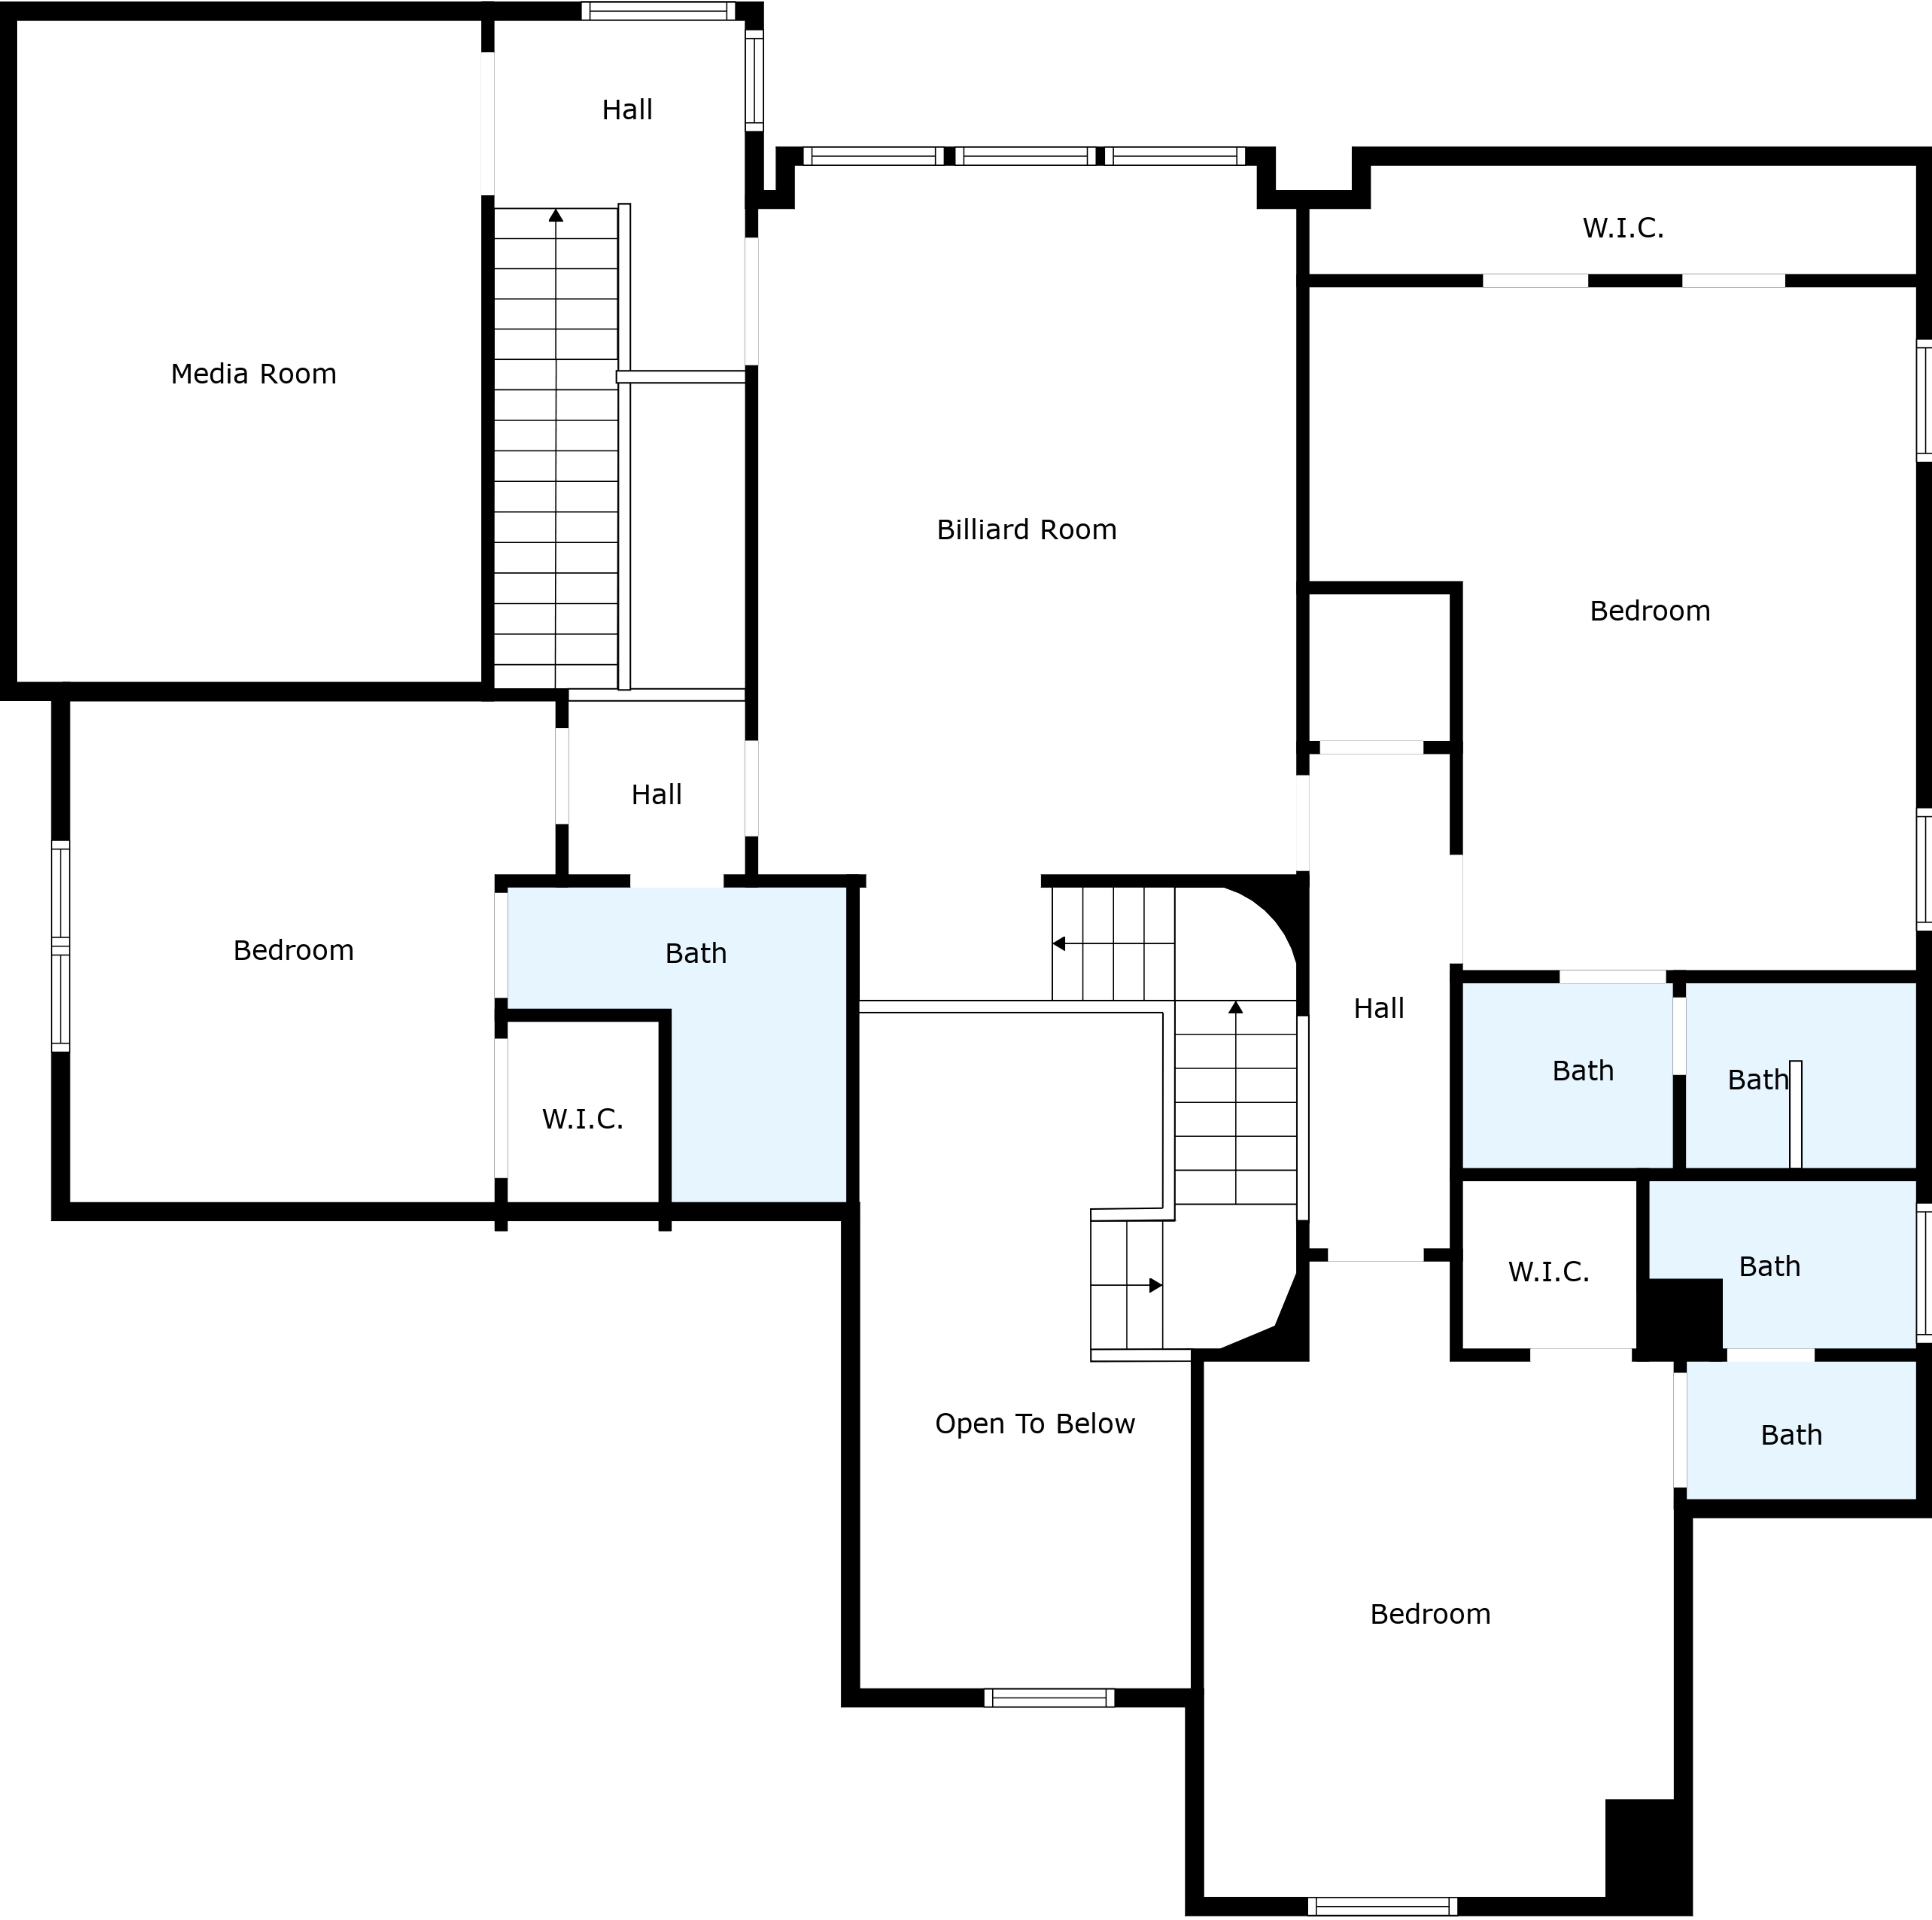 Hall
W.I.C.
Media Room
Billiard Room
Bedroom
Hall
Bedroom
Bath
Hall
Bath
Bath
W.I.C.
W.I.C.
Bath
Open To Below
Bath
Bedroom